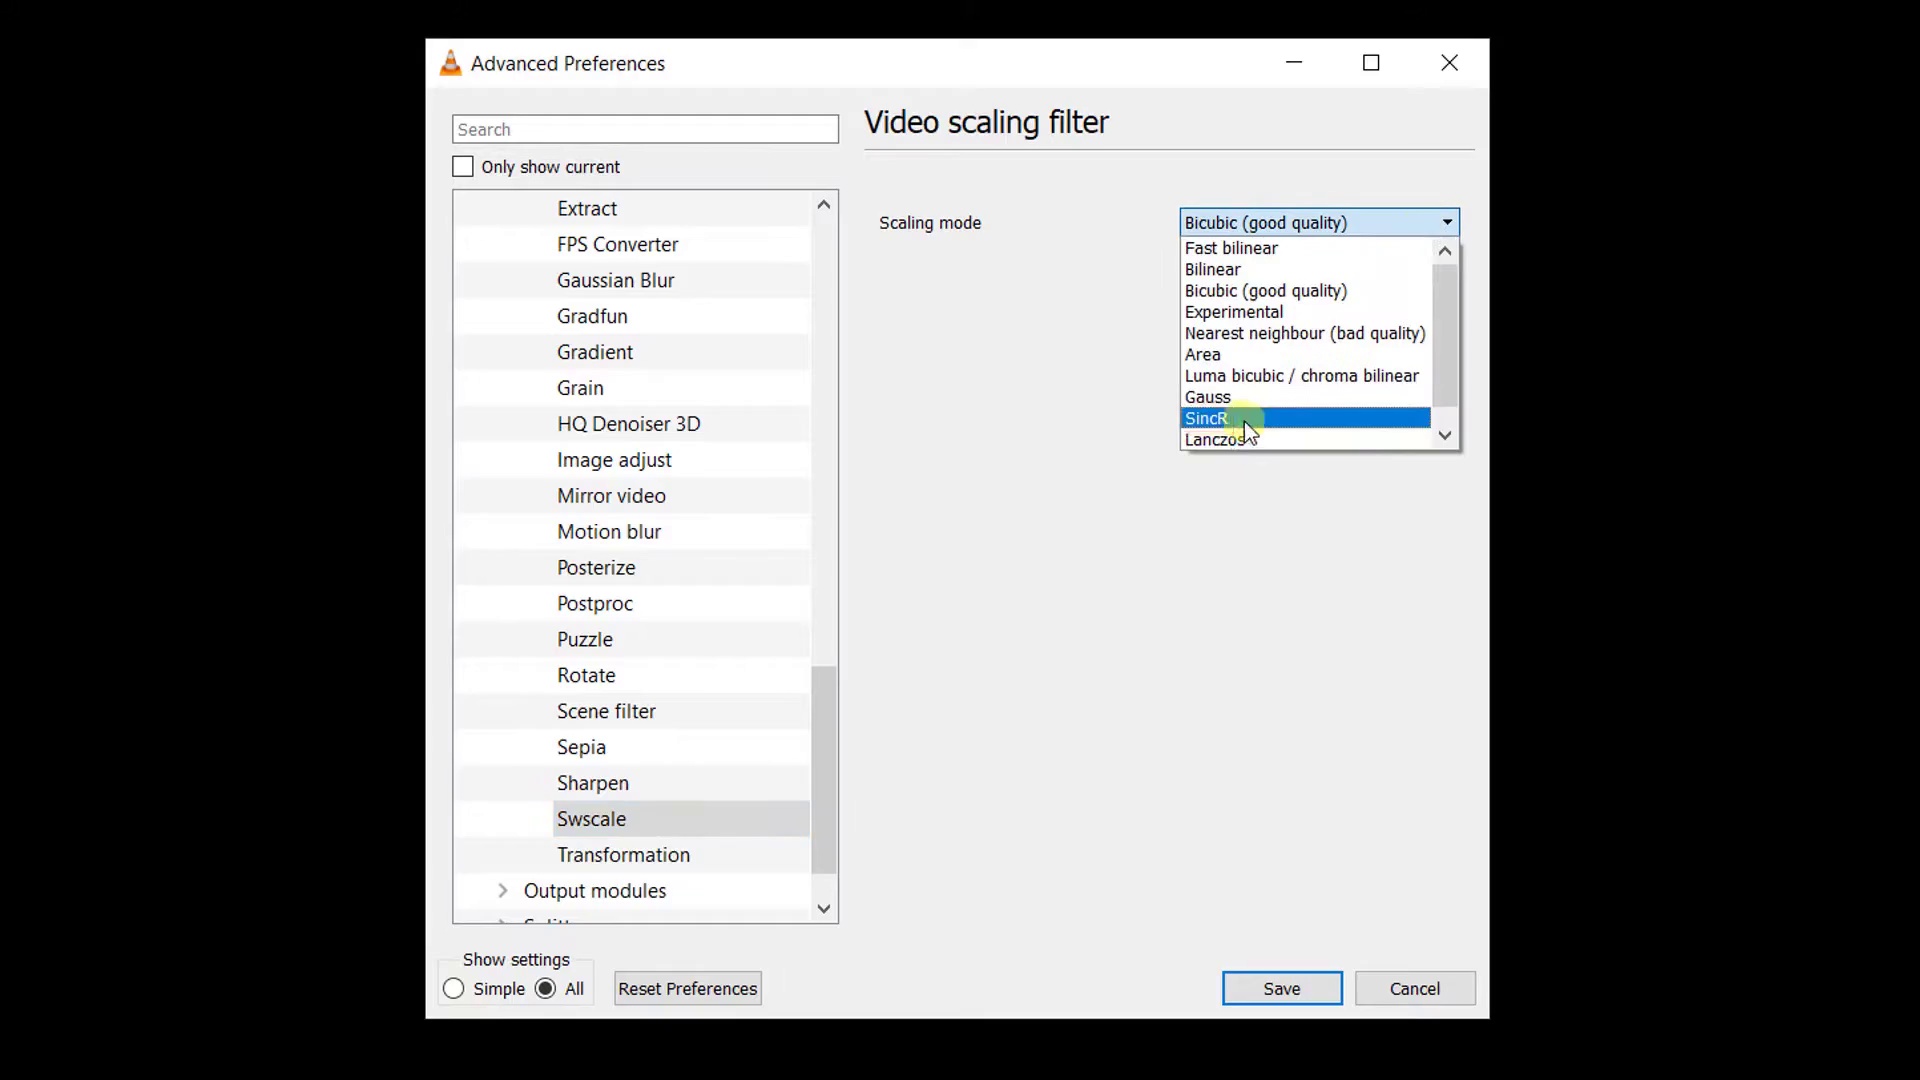 Advanced Preferences
Search
Only show current
Extract
FPS Converter
Gaussian Blur
Gradfun
Gradient
Grain
HQ Denoiser 3D
Image adjust
Mirror video
Motion blur
Posterize
Postproc
Puzzle
Rotate
Scene filter
Sepia
Sharpen
Swscale
Transformation
Output modules
Show settings
Simple
All
Reset Preferences
Video scaling filter
Scaling mode
Bicubic (good quality)
Fast bilinear
Bilinear
Bicubic (good quality)
Experimental
Nearest neighbour (bad quality)
Area
Luma bicubic / chroma bilinear
Gauss
SincR
Lanczos
Save
Cancel